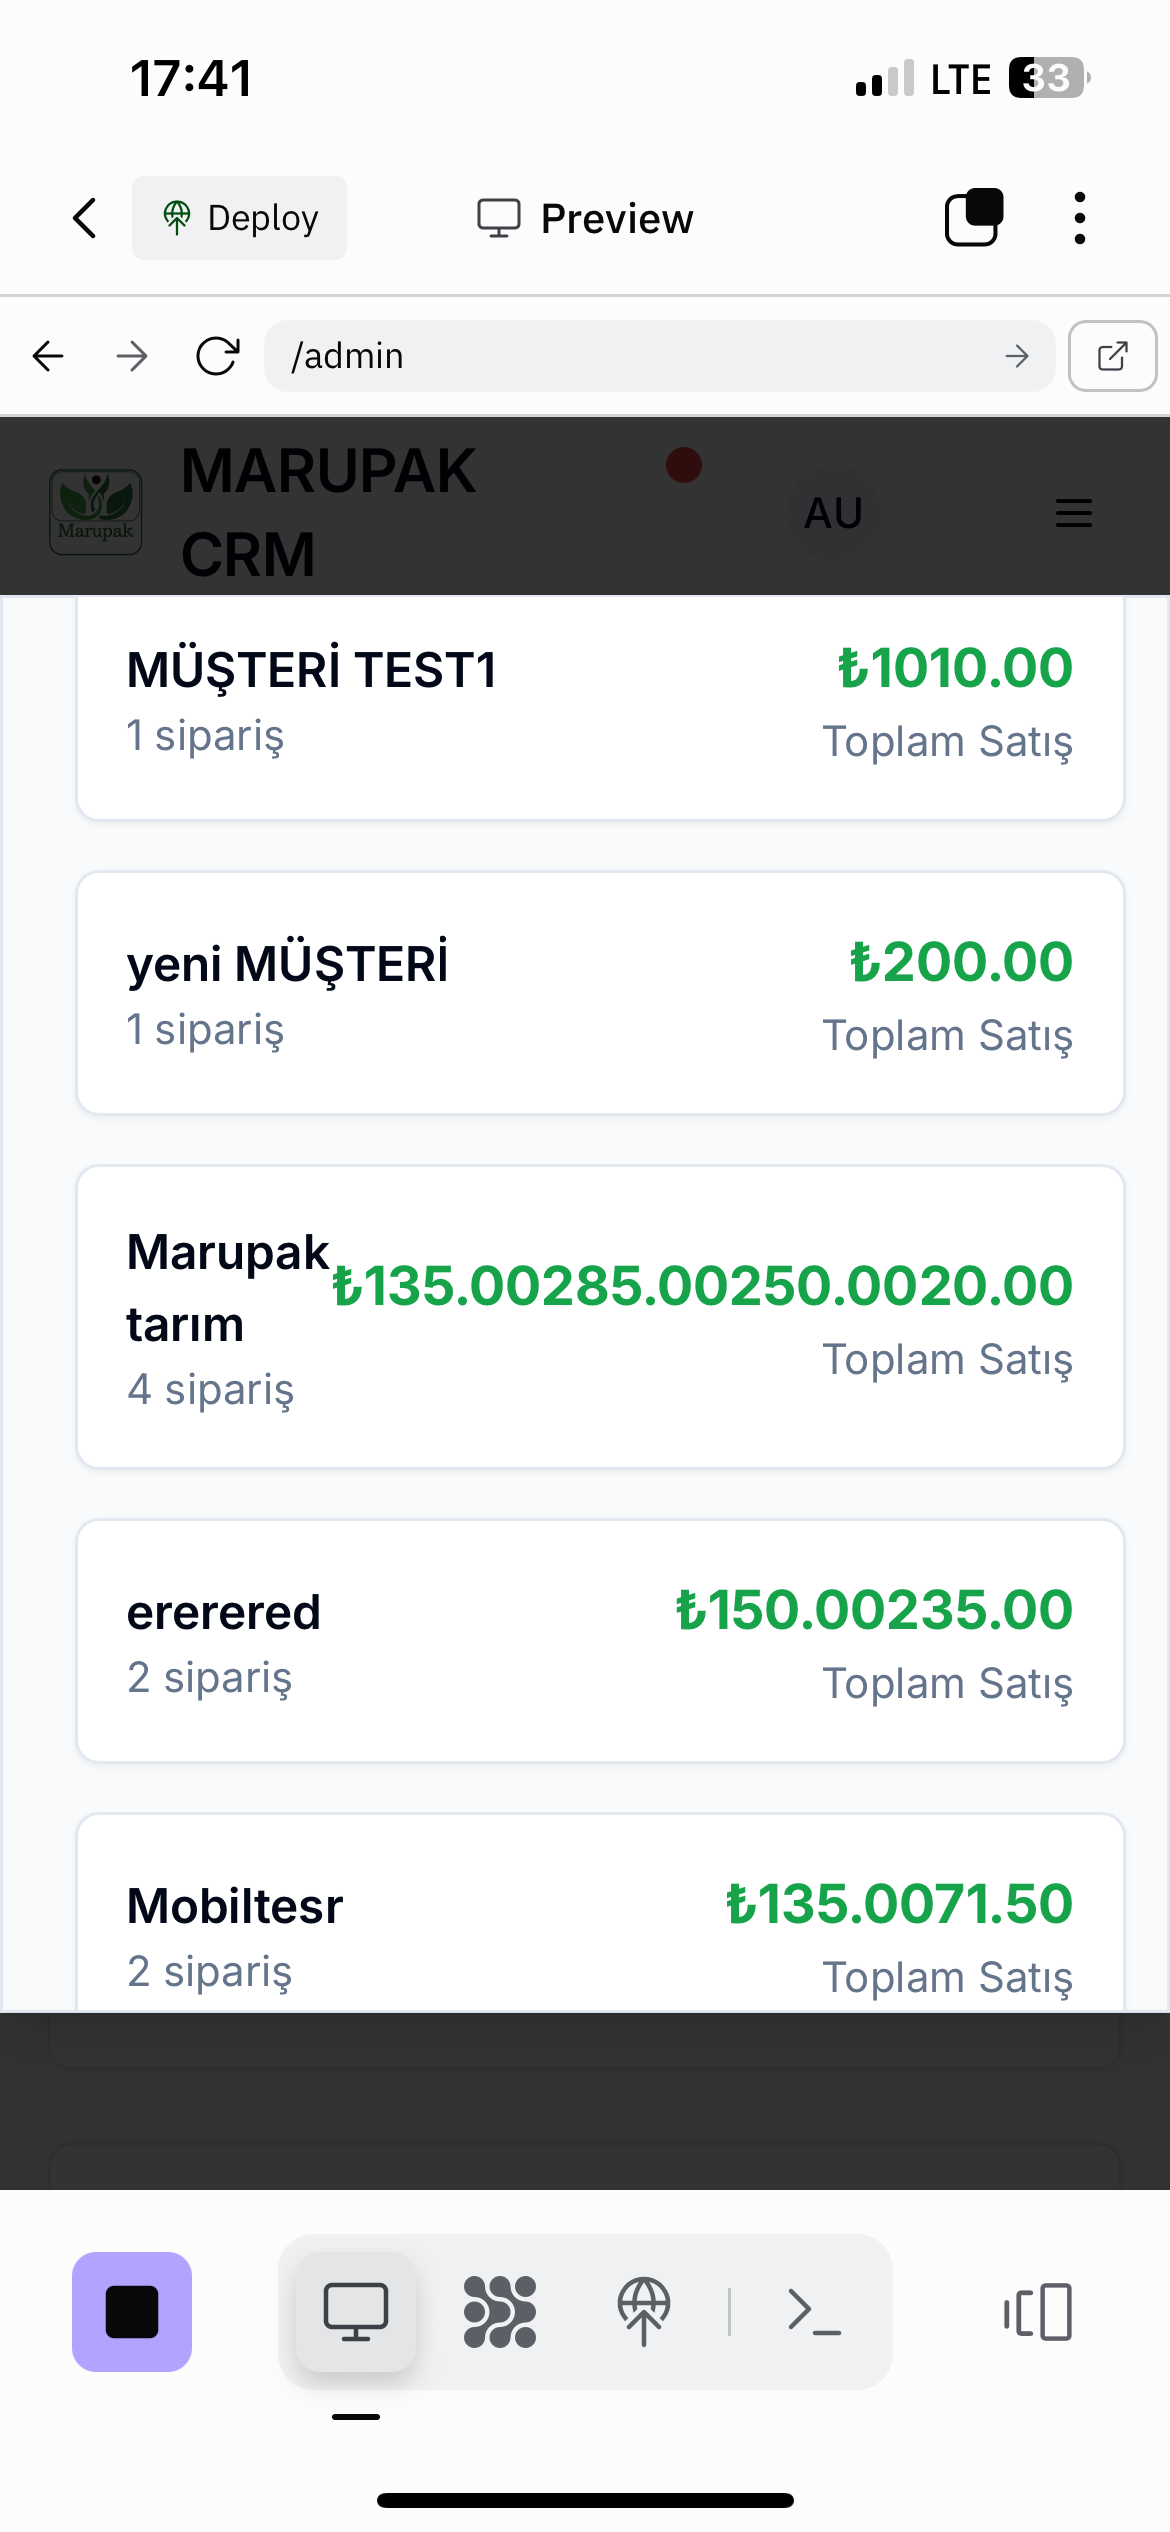 17:41
LTE 33
Deploy
Preview
/admin
Marupak
MARUPAK
CRM
AU
MÜŞTERİ TEST1
₺1010.00
1 sipariş
Toplam Satış
yeni MÜŞTERİ
₺200.00
1 sipariş
Toplam Satış
Marupak
tarım
₺135.00285.00250.0020.00
4 sipariş
Toplam Satış
ererered
₺150.00235.00
2 sipariş
Toplam Satış
Mobiltesr
₺135.0071.50
2 sipariş
Toplam Satış